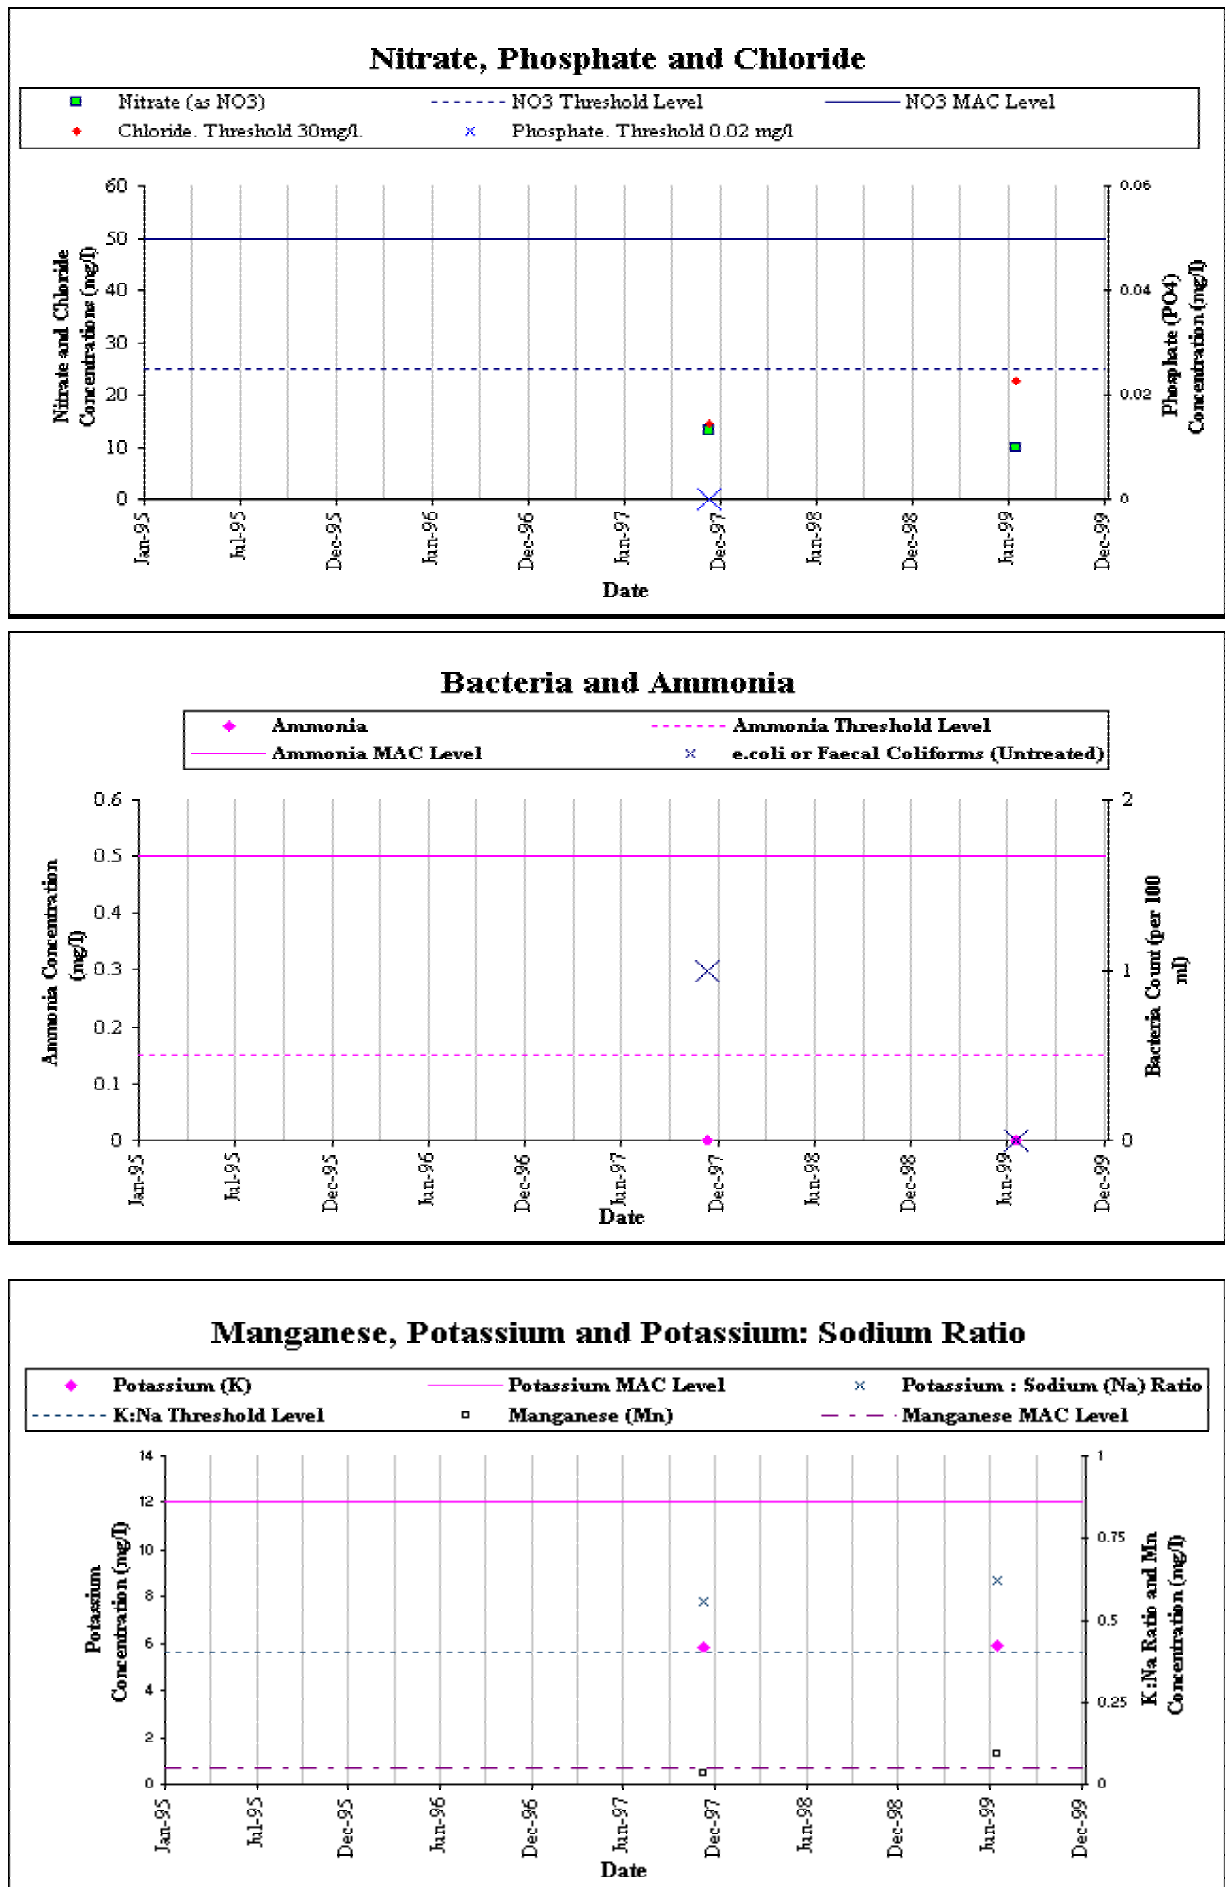 Nitrate, Phosphate and Chloride
Nitrate (as NO3) NO3 Threshold Level NO3 MAC Level
Chloride. Threshold 30mg/l. Phosphate. Threshold 0.02 mg/l
Nitrate and Chloride
Concentrations (mg/l)
60
50
40
30
20
10
0
0.06
0.04
0.02
0
Phosphate (PO4)
Concentration (mg/l)
Jan-95 Jul-95 Dec-95 Jun-96 Dec-96 Jun-97 Dec-97 Jun-98 Dec-98 Jun-99 Dec-99
Date
Bacteria and Ammonia
Ammonia Ammonia Threshold Level
Ammonia MAC Level e.coli or Faecal Coliforms (Untreated)
Ammonia Concentration
(mg/l)
0.6
0.5
0.4
0.3
0.2
0.1
0
2
1
0
Bacteria Count (per 100
ml)
Jan-95 Jul-95 Dec-95 Jun-96 Dec-96 Jun-97 Dec-97 Jun-98 Dec-98 Jun-99 Dec-99
Date
Manganese, Potassium and Potassium: Sodium Ratio
Potassium (K) Potassium MAC Level Potassium : Sodium (Na) Ratio
K:Na Threshold Level Manganese (Mn) Manganese MAC Level
Potassium
Concentration (mg/l)
14
12
10
8
6
4
2
0
1
0.75
0.5
0.25
0
K:Na Ratio and Mn
Concentration (mg/l)
Jan-95 Jul-95 Dec-95 Jun-96 Dec-96 Jun-97 Dec-97 Jun-98 Dec-98 Jun-99 Dec-99
Date